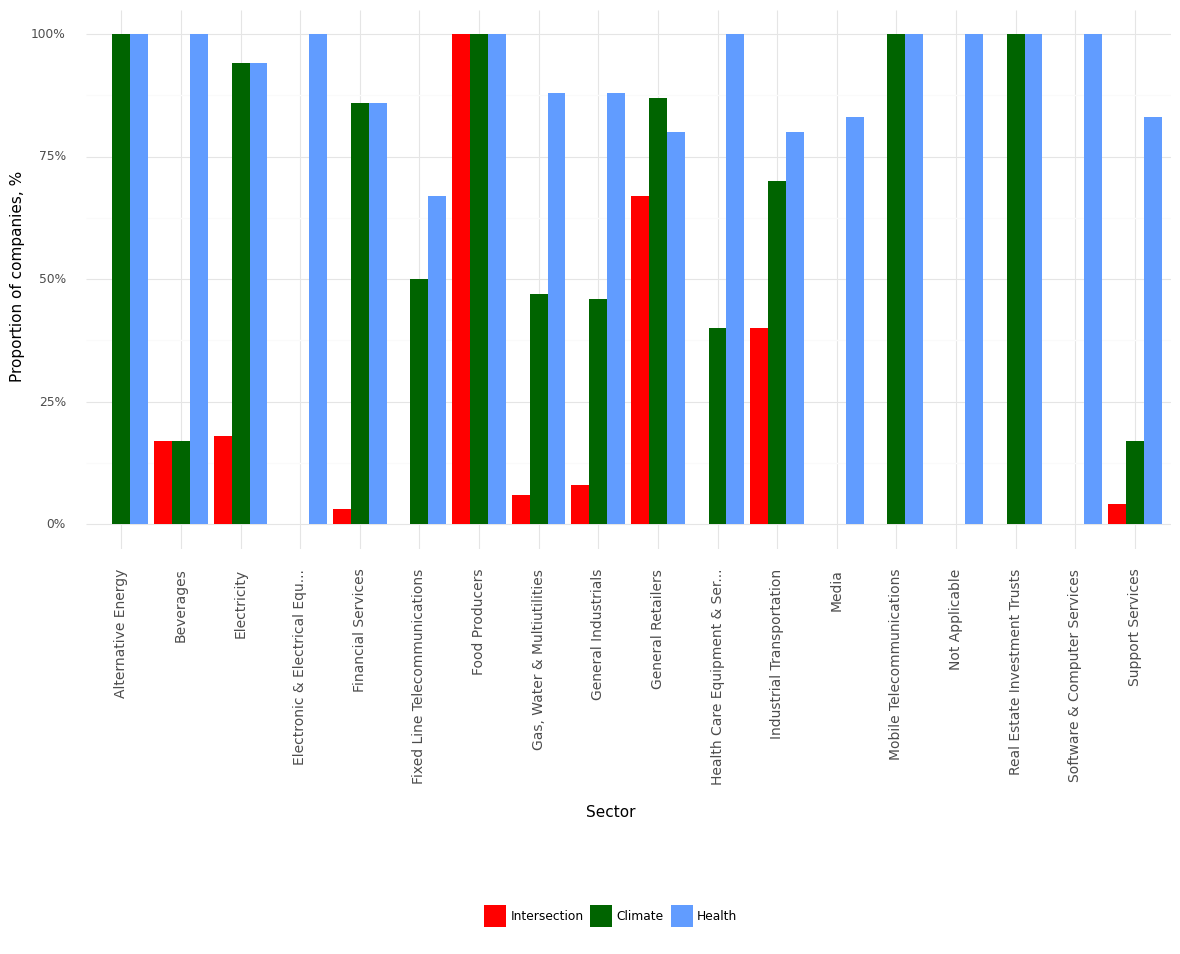 Proportion of companies, %
100%
75%
50%
25%
0%
Alternative Energy
Beverages
Electricity
Electronic & Electrical Equ...
Financial Services
Fixed Line Telecommunications
Food Producers
Gas, Water & Multiutilities
General Industrials
General Retailers
Health Care Equipment & Ser...
Industrial Transportation
Media
Mobile Telecommunications
Not Applicable
Real Estate Investment Trusts
Software & Computer Services
Support Services
Sector
Intersection Climate Health